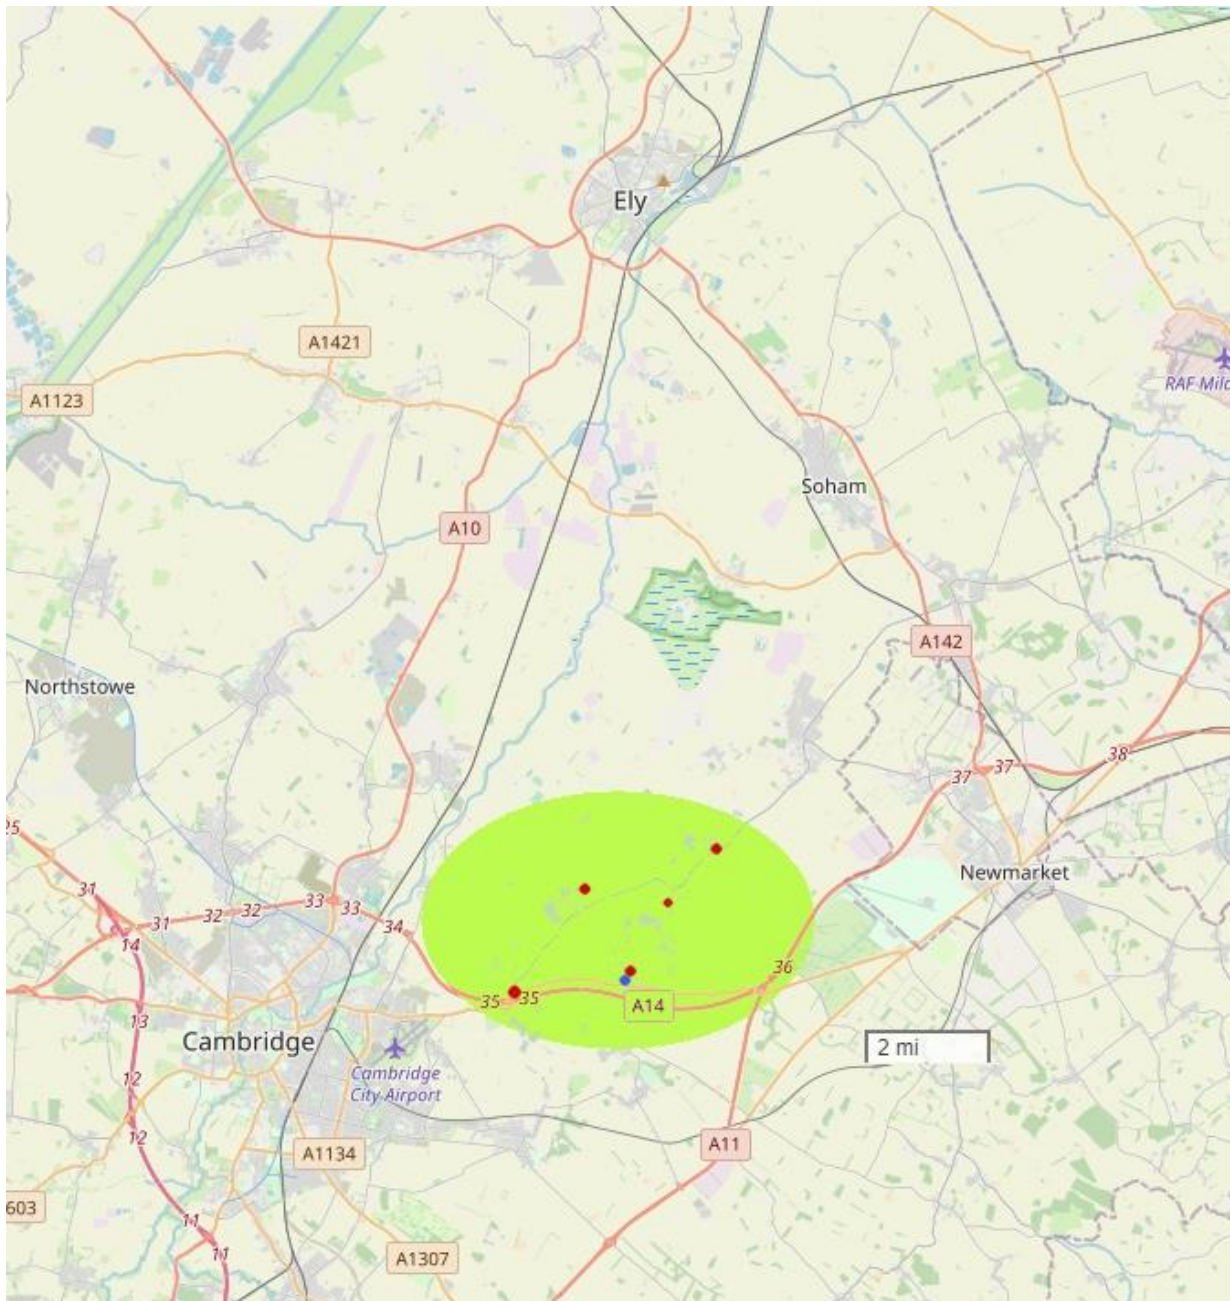 Ely
A1421
A1123
RAF Mild
Soham
A10
A142
Northstowe
38
37
37
25
31
Newmarket
33
33
32
32
31
34
14
36
35
35
A14
13
Cambridge
2 mi
Cambridge
City Airport
12
12
A11
A1134
603
11
11
A1307